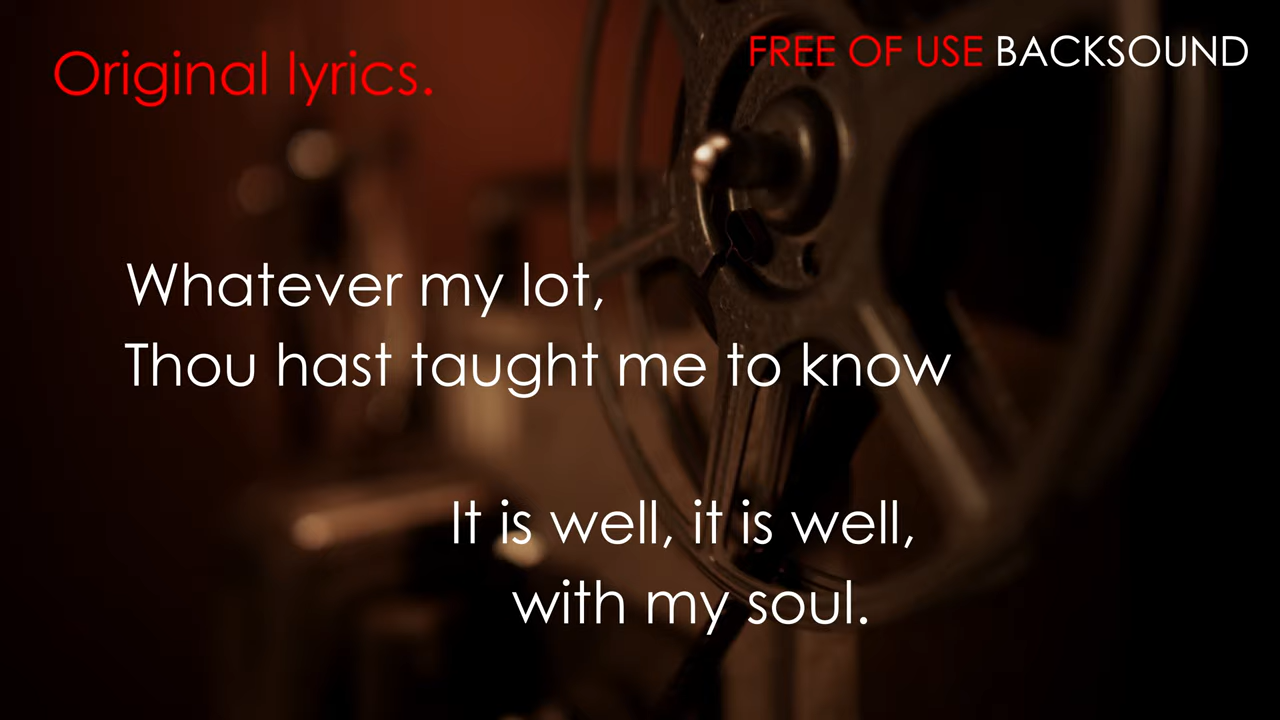 Original lyrics.
FREE OF USE BACKSOUND
Whatever my lot,
Thou hast taught me to know
It is well, it is well,
with my soul.